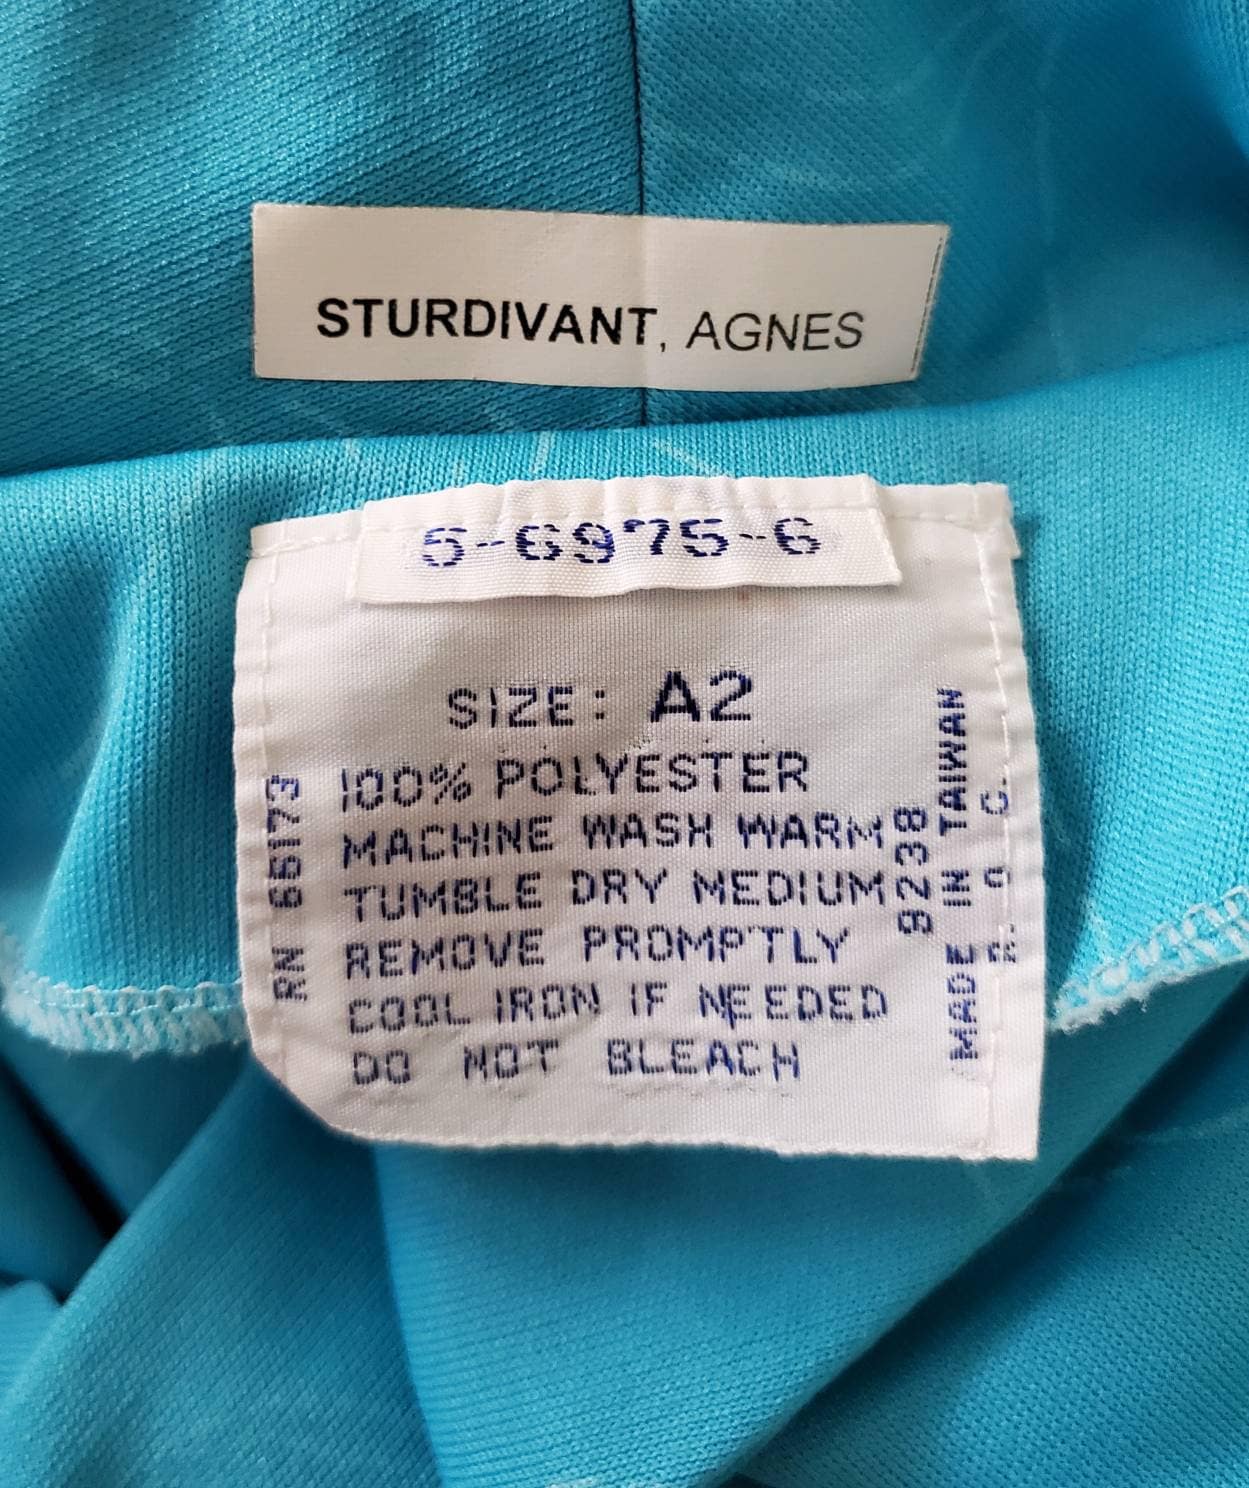 STURDIVANT, AGNES
5-6975-6
SIZE: A2
100% POLYESTER
MACHINE WASH WARM
TUMBLE DRY MEDIUM
REMOVE PROMPTLY
COOL IRON IF NEEDED
DO NOT BLEACH
RN 66173
9238
MADE IN TAIWAN
R. O. C.